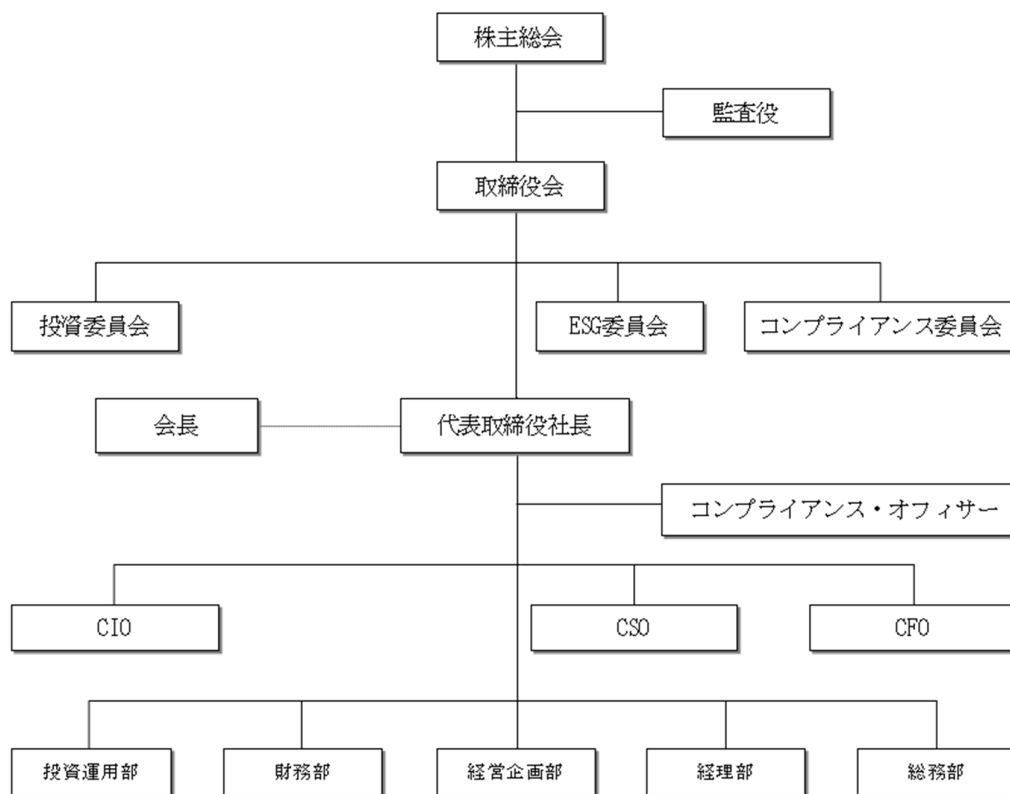 株主総会
監査役
取締役会
投資委員会
ESG委員会
コンプライアンス委員会
会長
代表取締役社長
コンプライアンス・オフィサー
CIO
CSO
CFO
投資運用部
財務部
経営企画部
経理部
総務部